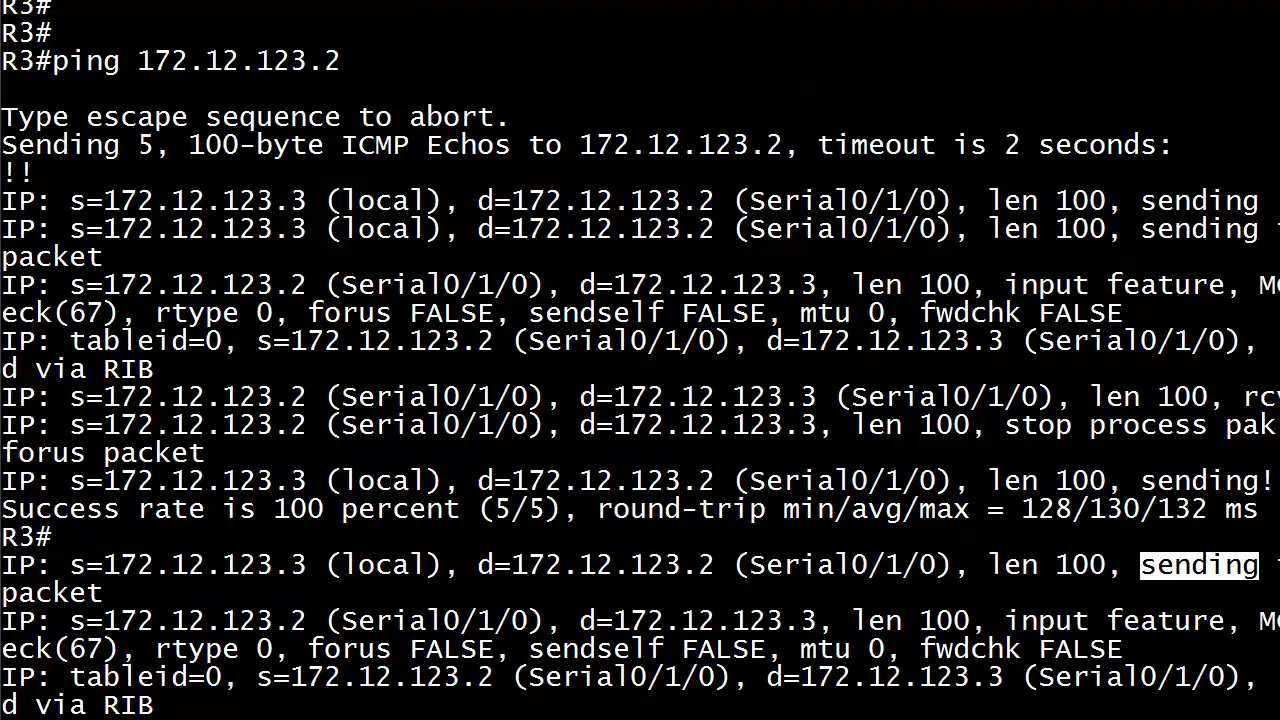 R3#
R3#
R3#ping 172.12.123.2
Type escape sequence to abort.
Sending 5, 100-byte ICMP Echos to 172.12.123.2, timeout is 2 seconds:
!!
IP: s=172.12.123.3 (local), d=172.12.123.2 (Serial0/1/0), len 100, sending
IP: s=172.12.123.3 (local), d=172.12.123.2 (Serial0/1/0), len 100, sending
packet
IP: s=172.12.123.2 (Serial0/1/0), d=172.12.123.3, len 100, input feature,
eck(67), rtype 0, forus FALSE, sendself FALSE, mtu 0, fwdchk FALSE
IP: tableid=0, s=172.12.123.2 (Serial0/1/0), d=172.12.123.3 (Serial0/1/0),
d via RIB
IP: s=172.12.123.2 (Serial0/1/0), d=172.12.123.3 (Serial0/1/0), len 100, rcv
IP: s=172.12.123.2 (Serial0/1/0), d=172.12.123.3, len 100, stop process pak
forus packet
IP: s=172.12.123.3 (local), d=172.12.123.2 (Serial0/1/0), len 100, sending!
Success rate is 100 percent (5/5), round-trip min/avg/max = 128/130/132 ms
R3#
IP: s=172.12.123.3 (local), d=172.12.123.2 (Serial0/1/0), len 100, sending
packet
IP: s=172.12.123.2 (Serial0/1/0), d=172.12.123.3, len 100, input feature,
eck(67), rtype 0, forus FALSE, sendself FALSE, mtu 0, fwdchk FALSE
IP: tableid=0, s=172.12.123.2 (Serial0/1/0), d=172.12.123.3 (Serial0/1/0),
d via RIB